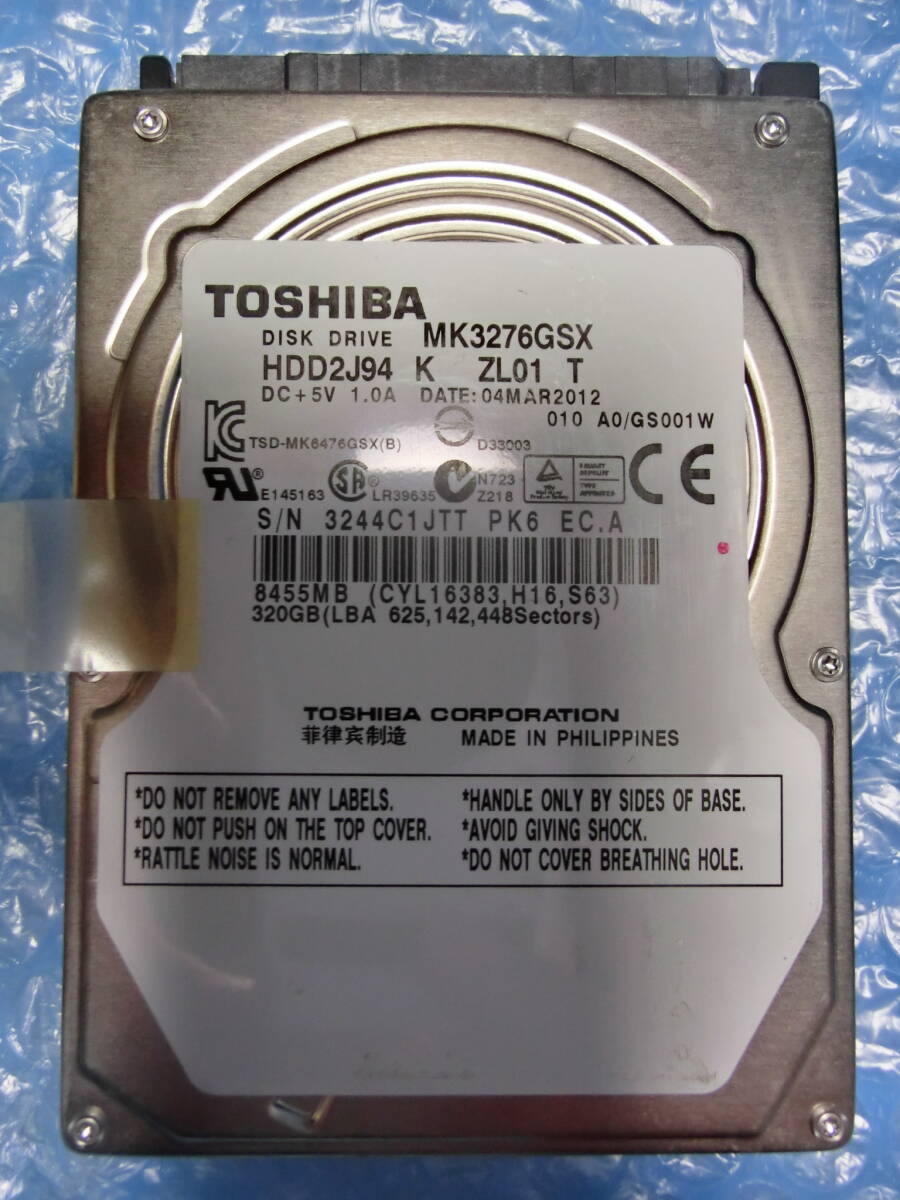 TOSHIBA
DISK DRIVE MK3276GSX
HDD2J94 K ZL01 T
DC+5V 1.0A DATE:04MAR2012
010 A0/GS001W
TSD-MK6476GSX(B) D33003
E145163 LR39635 N723 Z218 CE
S/N 3244C1JTT PK6 EC.A
8455MB (CYL16383,H16,S63)
320GB(LBA 625,142,448Sectors)
TOSHIBA CORPORATION
菲律宾制造 MADE IN PHILIPPINES
*DO NOT REMOVE ANY LABELS. *HANDLE ONLY BY SIDES OF BASE.
*DO NOT PUSH ON THE TOP COVER. *AVOID GIVING SHOCK.
*RATTLE NOISE IS NORMAL. *DO NOT COVER BREATHING HOLE.